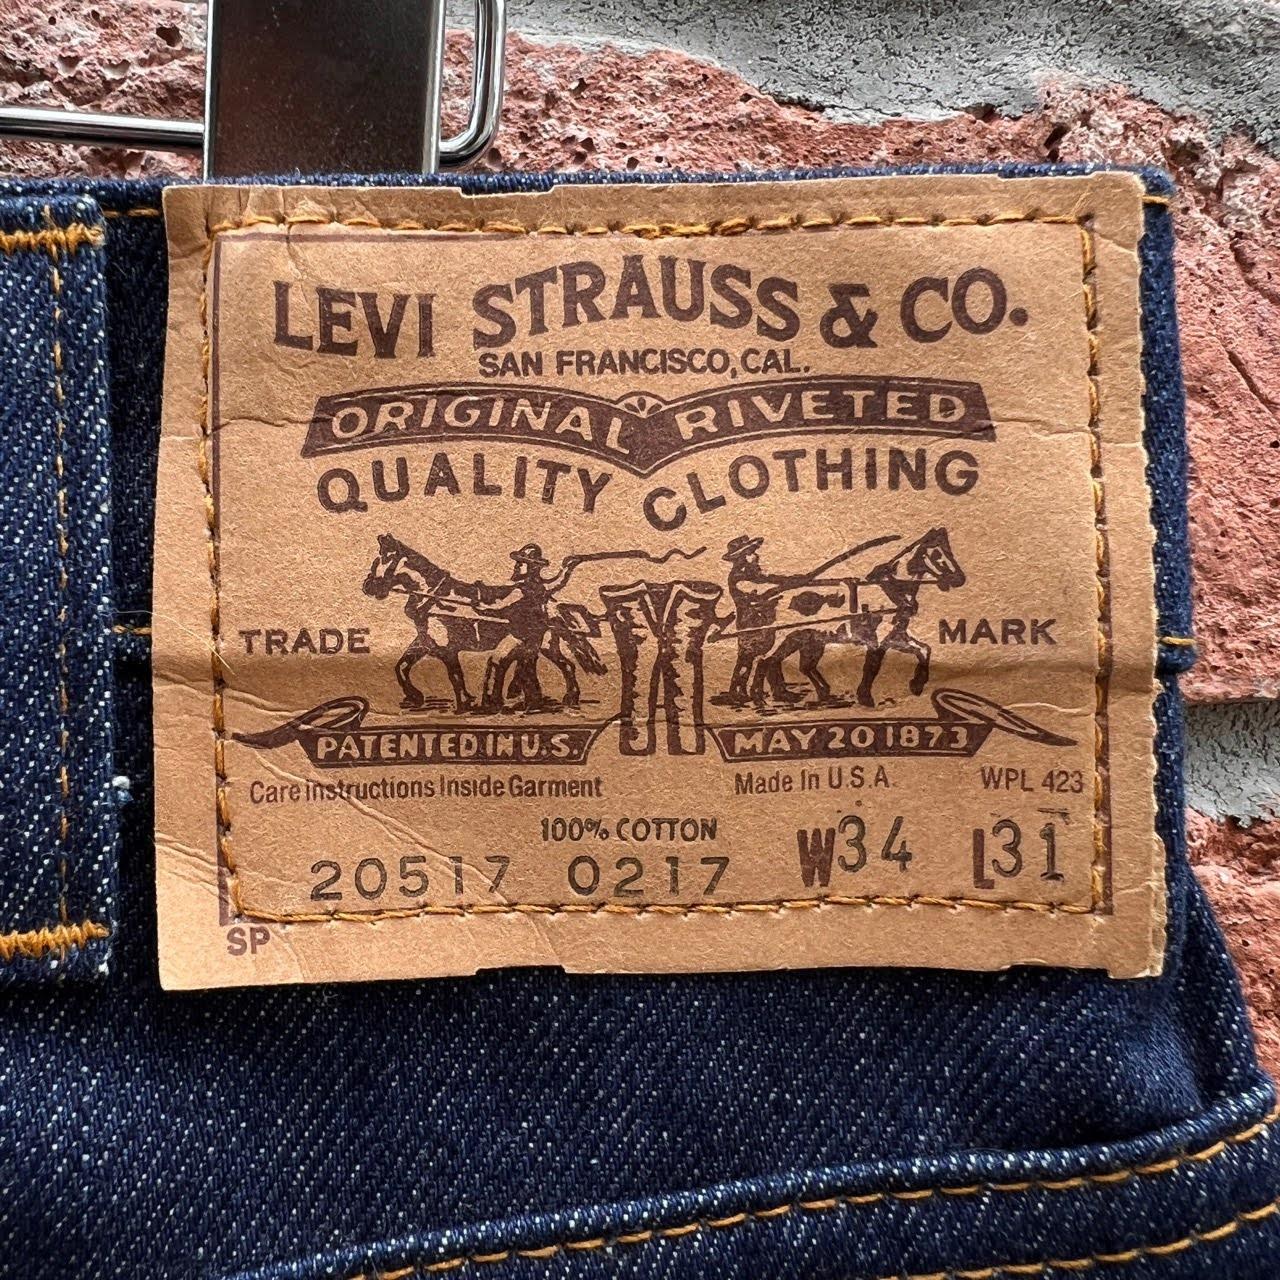 LEVI STRAUSS & CO.
SAN FRANCISCO, CAL.
ORIGINAL RIVETED
QUALITY CLOTHING
TRADE MARK
PATENTED IN U.S. MAY 20 1873
Care Instructions Inside Garment Made In U.S.A. WPL 423
100% COTTON
20517 0217 W34 L31
SP